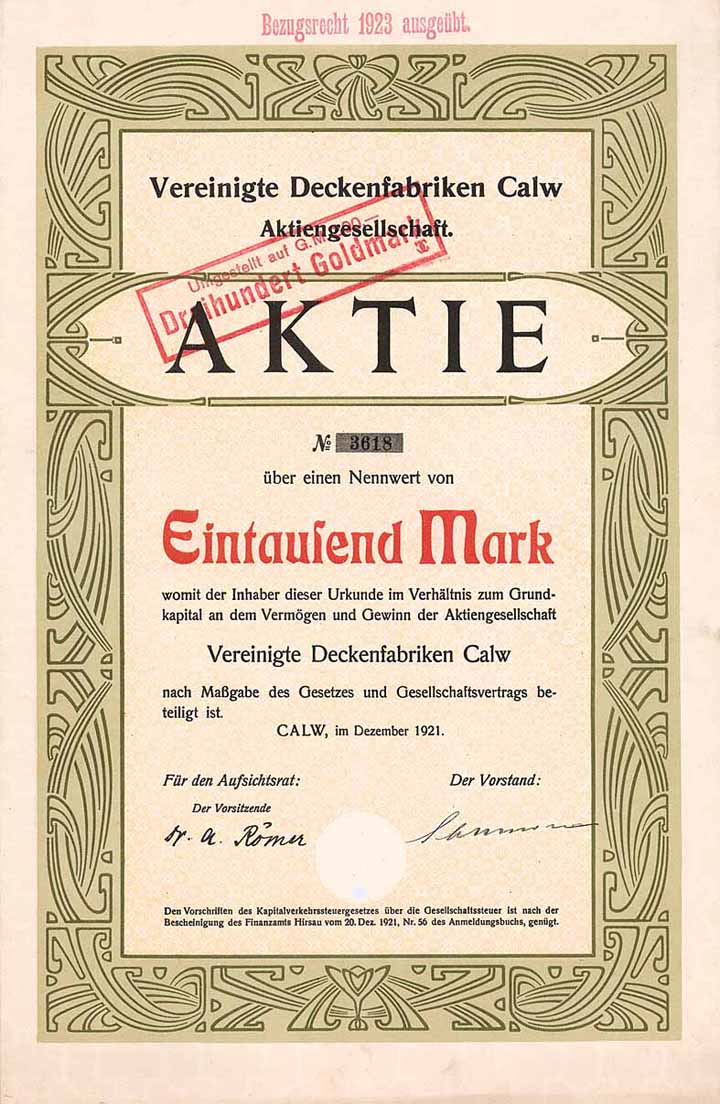 Bezugsrecht 1923 ausgeübt.
Vereinigte Deckenfabriken Calw
Aktiengesellschaft.
Umgestellt auf G.M.
Dreihundert Goldmark
AKTIE
№ 3618
über einen Nennwert von
Eintauſend Mark
womit der Inhaber dieser Urkunde im Verhältnis zum Grund-
kapital an dem Vermögen und Gewinn der Aktiengesellschaft
Vereinigte Deckenfabriken Calw
nach Maßgabe des Gesetzes und Gesellschaftsvertrags be-
teiligt ist.
CALW, im Dezember 1921.
Für den Aufsichtsrat: Der Vorstand:
Der Vorsitzende
Dr. A. Römer
Den Vorschriften des Kapitalverkehrssteuergesetzes über die Gesellschaftssteuer ist nach der
Bescheinigung des Finanzamts Hirsau vom 20. Dez. 1921, Nr. 56 des Anmeldungsbuchs, genügt.